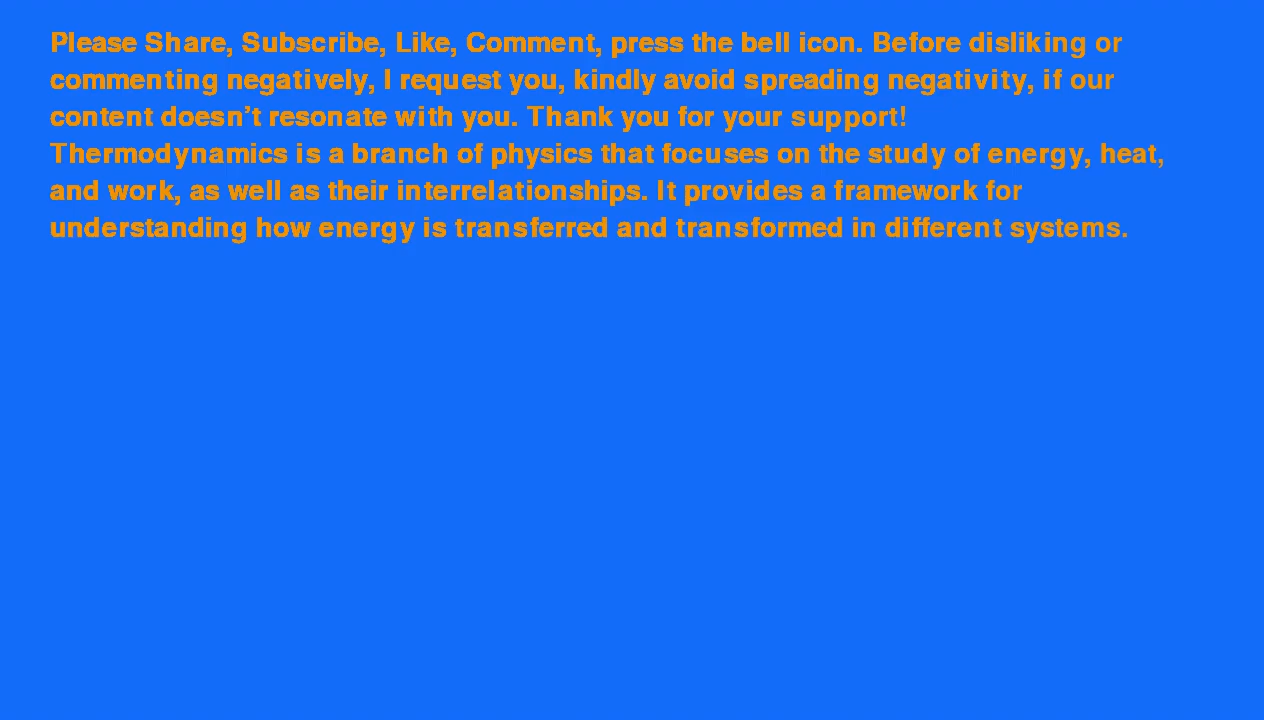 Please Share, Subscribe, Like, Comment, press the bell icon. Before disliking or
commenting negatively, I request you, kindly avoid spreading negativity, if our
content doesn’t resonate with you. Thank you for your support!
Thermodynamics is a branch of physics that focuses on the study of energy, heat,
and work, as well as their interrelationships. It provides a framework for
understanding how energy is transferred and transformed in different systems.